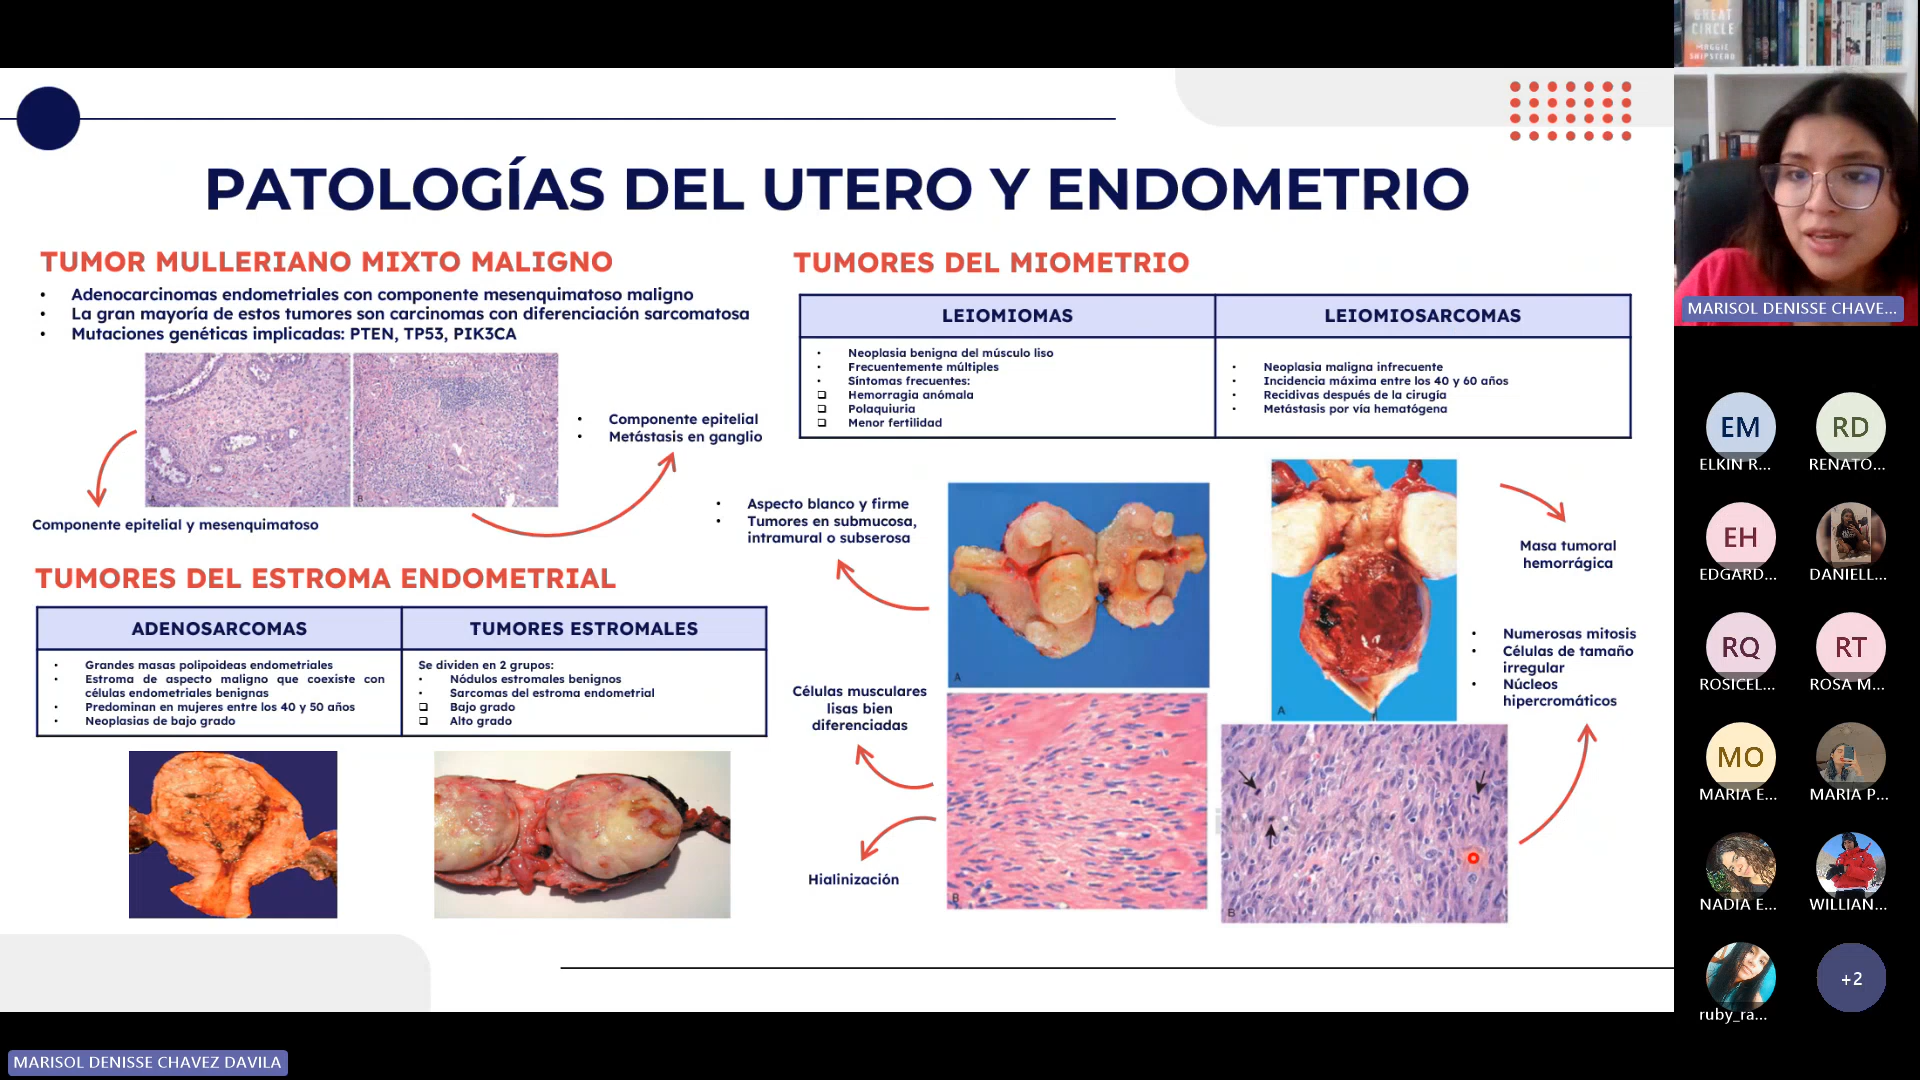 PATOLOGÍAS DEL UTERO Y ENDOMETRIO
TUMOR MULLERIANO MIXTO MALIGNO
• Adenocarcinomas endometriales con componente mesenquimatoso maligno
• La gran mayoría de estos tumores son carcinomas con diferenciación sarcomatosa
• Mutaciones genéticas implicadas: PTEN, TP53, PIK3CA
A
B
• Componente epitelial
• Metástasis en ganglio
Componente epitelial y mesenquimatoso
TUMORES DEL ESTROMA ENDOMETRIAL
ADENOSARCOMAS
• Grandes masas polipoideas endometriales
• Estroma de aspecto maligno que coexiste con
células endometriales benignas
• Predominan en mujeres entre los 40 y 50 años
• Neoplasias de bajo grado
TUMORES ESTROMALES
Se dividen en 2 grupos:
• Nódulos estromales benignos
• Sarcomas del estroma endometrial
❑ Bajo grado
❑ Alto grado
TUMORES DEL MIOMETRIO
LEIOMIOMAS
• Neoplasia benigna del músculo liso
• Frecuentemente múltiples
• Síntomas frecuentes:
❑ Hemorragia anómala
❑ Polaquiuria
❑ Menor fertilidad
LEIOMIOSARCOMAS
• Neoplasia maligna infrecuente
• Incidencia máxima entre los 40 y 60 años
• Recidivas después de la cirugía
• Metástasis por vía hematógena
• Aspecto blanco y firme
• Tumores en submucosa,
intramural o subserosa
A
Células musculares
lisas bien
diferenciadas
Hialinización
B
A
Masa tumoral
hemorrágica
• Numerosas mitosis
• Células de tamaño
irregular
• Núcleos
hipercromáticos
B
GREAT
CIRCLE
MAGGIE
SHIPSTEAD
MARISOL DENISSE CHAVE...
EM
ELKIN R...
RD
RENATO...
EH
EDGARD...
DANIELL...
RQ
ROSICEL...
RT
ROSA M...
MO
MARIA E...
MARIA P...
NADIA E...
WILLIAN...
ruby_ra...
+2
MARISOL DENISSE CHAVEZ DAVILA